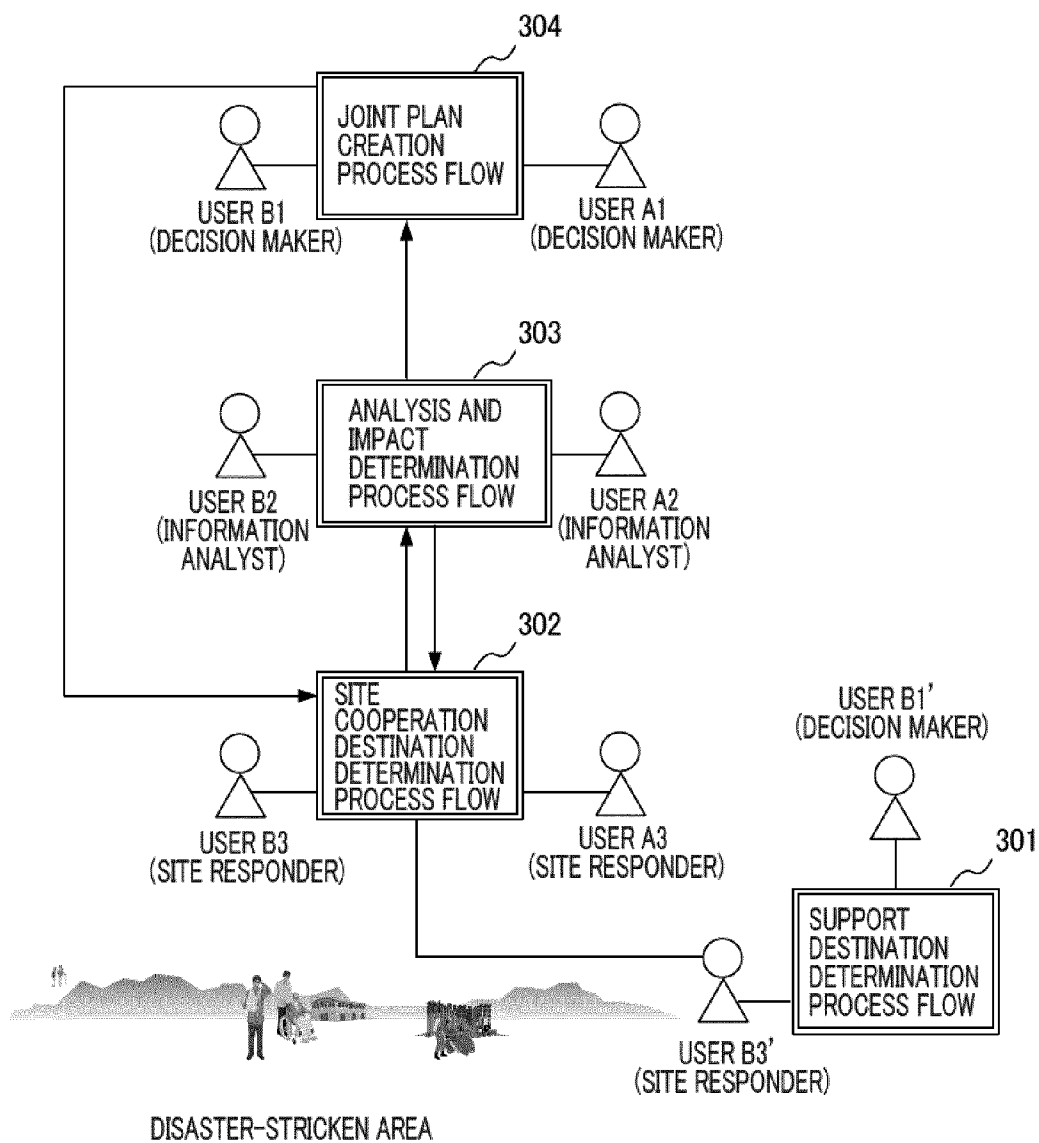 304
JOINT PLAN
CREATION
PROCESS FLOW
USER B1
(DECISION MAKER)
USER A1
(DECISION MAKER)
303
ANALYSIS AND
IMPACT
DETERMINATION
PROCESS FLOW
USER B2
(INFORMATION
ANALYST)
USER A2
(INFORMATION
ANALYST)
302
SITE
COOPERATION
DESTINATION
DETERMINATION
PROCESS FLOW
USER B3
(SITE RESPONDER)
USER A3
(SITE RESPONDER)
USER B1'
(DECISION MAKER)
301
SUPPORT
DESTINATION
DETERMINATION
PROCESS FLOW
USER B3'
(SITE RESPONDER)
DISASTER-STRICKEN AREA